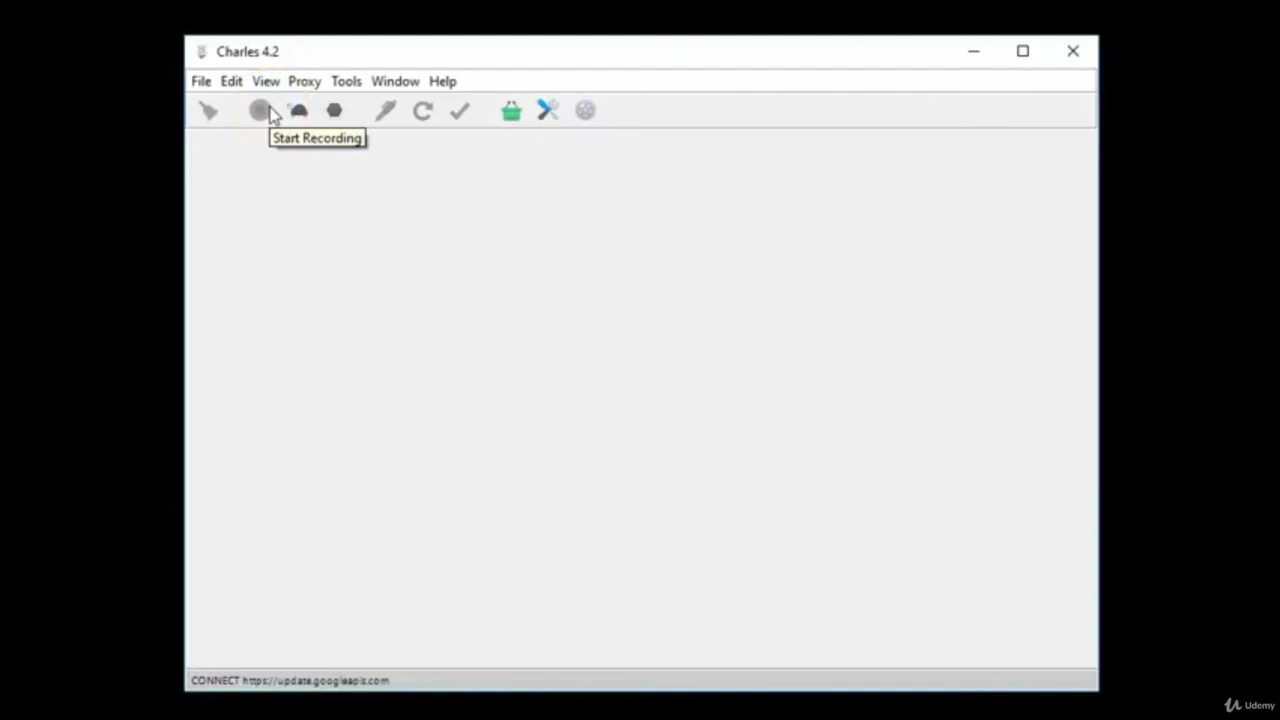 Charles 4.2
File Edit View Proxy Tools Window Help
Start Recording
CONNECT https://update.googleapis.com
Udemy